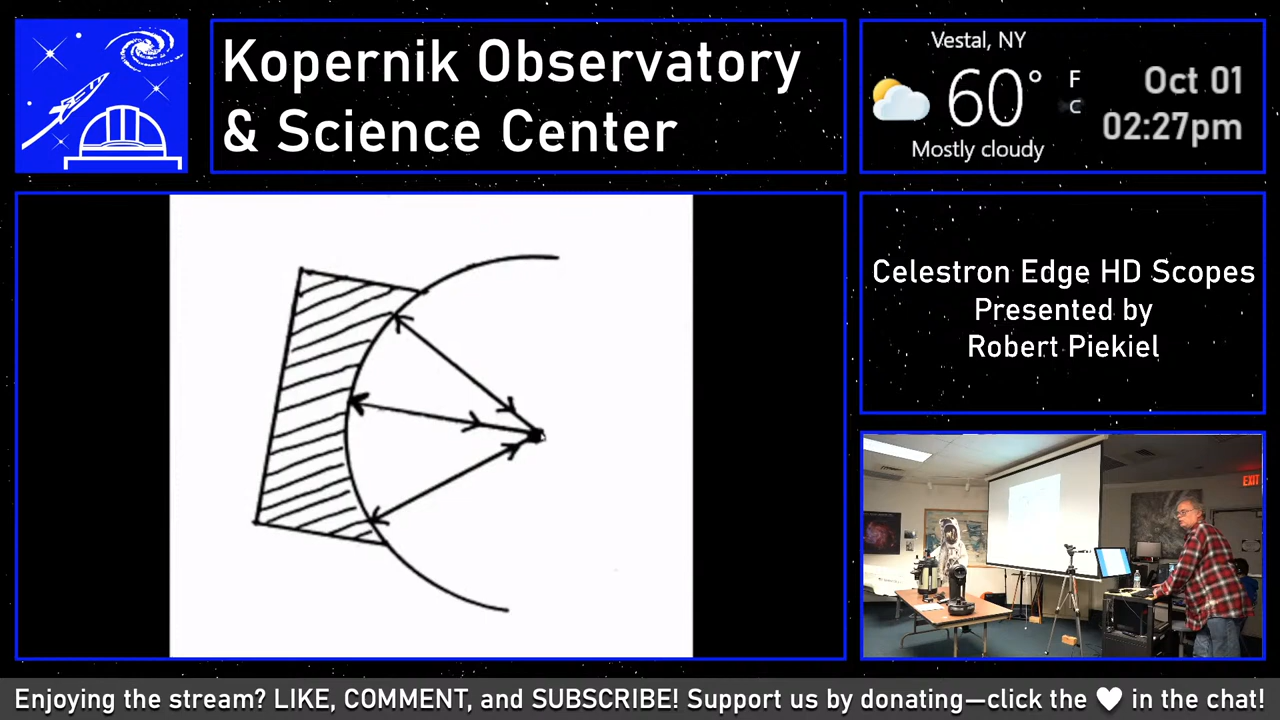 Kopernik Observatory
& Science Center
Vestal, NY
60° F
C
Mostly cloudy
Oct 01
02:27pm
Celestron Edge HD Scopes
Presented by
Robert Piekiel
EXIT
Enjoying the stream? LIKE, COMMENT, and SUBSCRIBE! Support us by donating—click the ♥ in the chat!